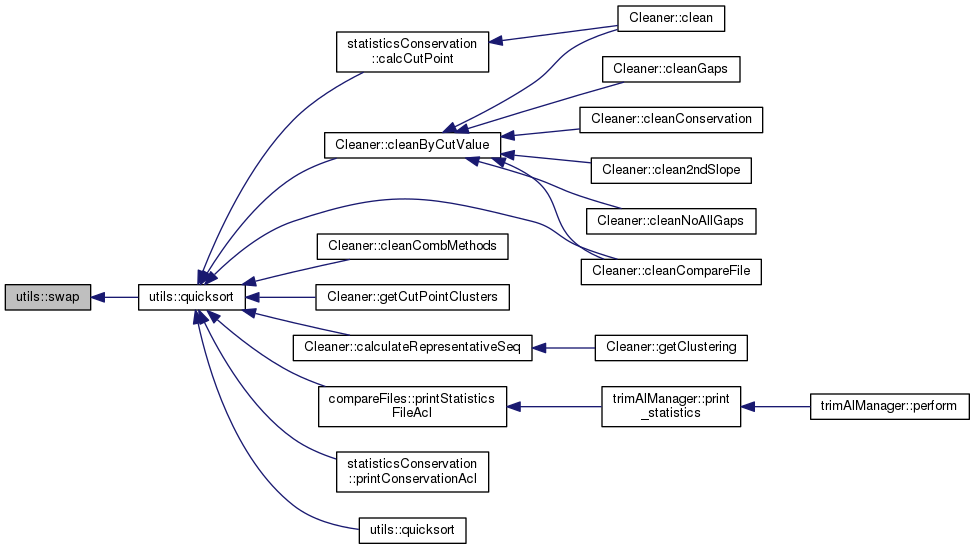 Cleaner::clean
statisticsConservation
::calcCutPoint
Cleaner::cleanGaps
Cleaner::cleanConservation
Cleaner::cleanByCutValue
Cleaner::clean2ndSlope
Cleaner::cleanNoAllGaps
Cleaner::cleanCombMethods
Cleaner::cleanCompareFile
utils::swap
utils::quicksort
Cleaner::getCutPointClusters
Cleaner::calculateRepresentativeSeq
Cleaner::getClustering
compareFiles::printStatistics
FileAcl
trimAlManager::print
_statistics
trimAlManager::perform
statisticsConservation
::printConservationAcl
utils::quicksort